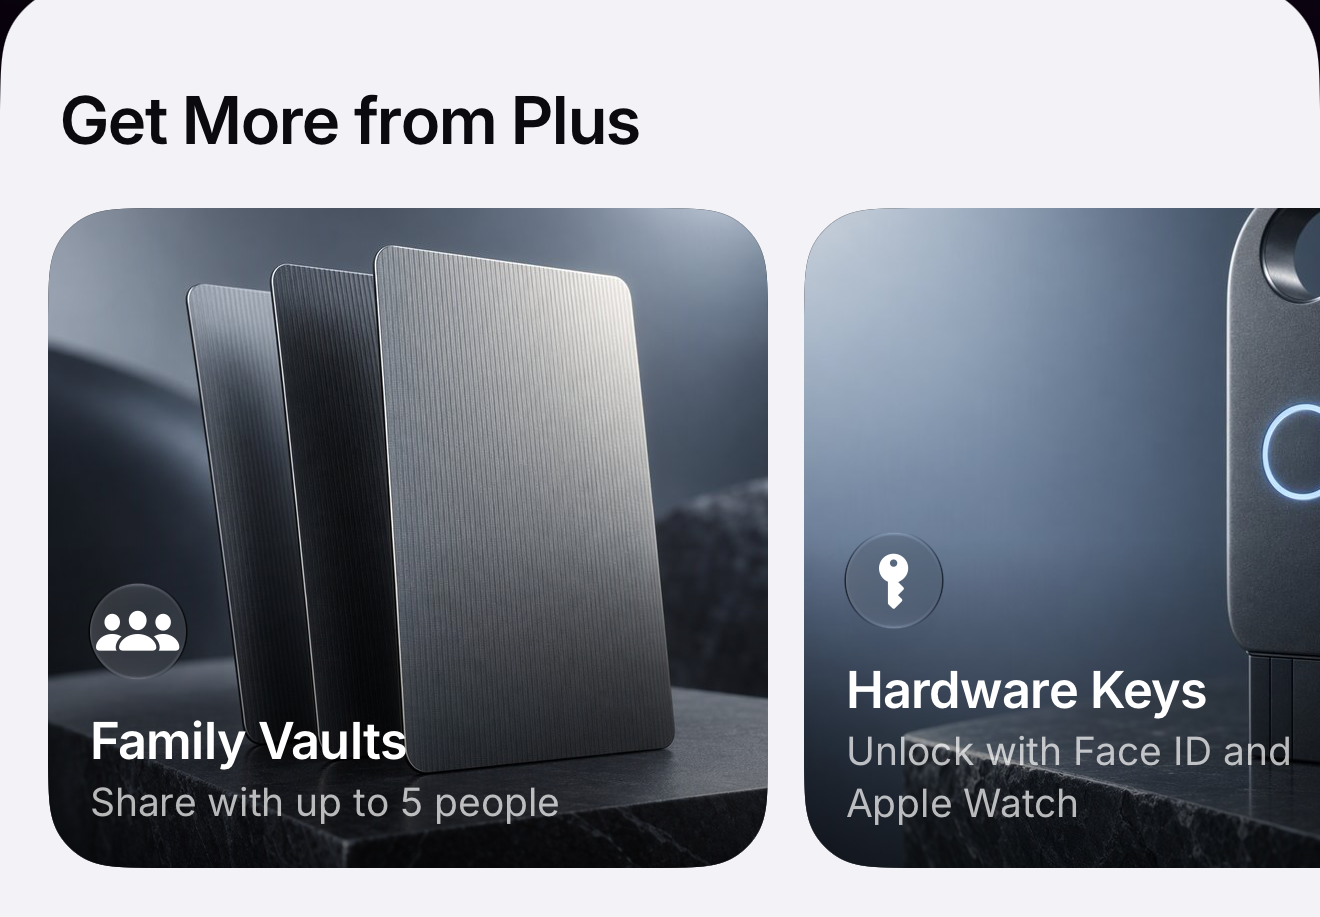 Get More from Plus
Family Vaults
Share with up to 5 people
Hardware Keys
Unlock with Face ID and
Apple Watch